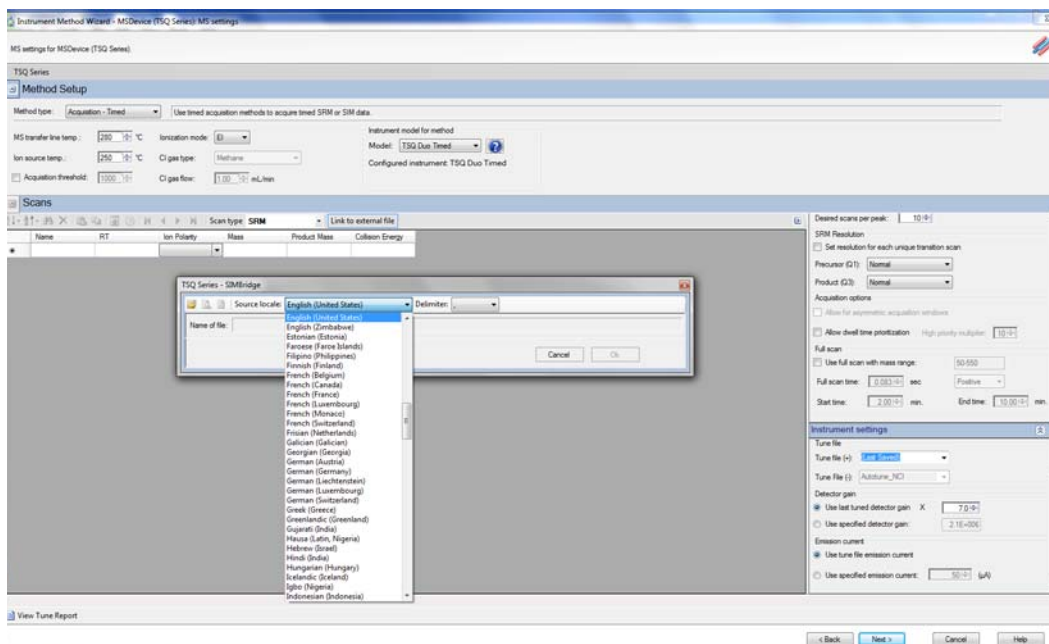 Instrument Method Wizard - MSDevice (TSQ Series): MS settings
MS settings for MSDevice (TSQ Series)
TSQ Series
Method Setup
Method type: Acquisition - Timed Use timed acquisition methods to acquire timed SRM or SIM data.
MS transfer line temp.: 280 °C Ionization mode: EI
Ion source temp.: 250 °C CI gas type: Methane
Acquisition threshold: 1000 CI gas flow: 1.00 mL/min
Instrument model for method
Model: TSQ Duo Timed
Configured instrument: TSQ Duo Timed
Scans
Scan type SRM Link to external file
Name RT Ion Polarity Mass Product Mass Collision Energy
TSQ Series - SIMBridge
Source locale: English (United States) Delimiter: ,
Name of file:
Cancel Ok
English (United States)
English (Zimbabwe)
Estonian (Estonia)
Faroese (Faroe Islands)
Filipino (Philippines)
Finnish (Finland)
French (Belgium)
French (Canada)
French (France)
French (Luxembourg)
French (Monaco)
French (Switzerland)
Frisian (Netherlands)
Galician (Galician)
Georgian (Georgia)
German (Austria)
German (Germany)
German (Liechtenstein)
German (Luxembourg)
German (Switzerland)
Greek (Greece)
Greenlandic (Greenland)
Gujarati (India)
Hausa (Latin, Nigeria)
Hebrew (Israel)
Hindi (India)
Hungarian (Hungary)
Icelandic (Iceland)
Igbo (Nigeria)
Indonesian (Indonesia)
Desired scans per peak: 10
SRM Resolution
Set resolution for each unique transition scan
Precursor (Q1): Normal
Product (Q3): Normal
Acquisition options
Allow for asymmetric acquisition windows
Allow dwell time prioritization High priority multiplier: 10
Full scan
Use full scan with mass range: 50-550
Full scan time: 0.083 sec Positive
Start time: 2.00 min. End time: 10.00 min.
Instrument settings
Tune file
Tune file (+): (Last Saved)
Tune File (-): Autotune_NCI
Detector gain
Use last tuned detector gain X 7.0
Use specified detector gain: 2.1E+006
Emission current
Use tune file emission current
Use specified emission current: 50 (µA)
View Tune Report
< Back Next > Cancel Help